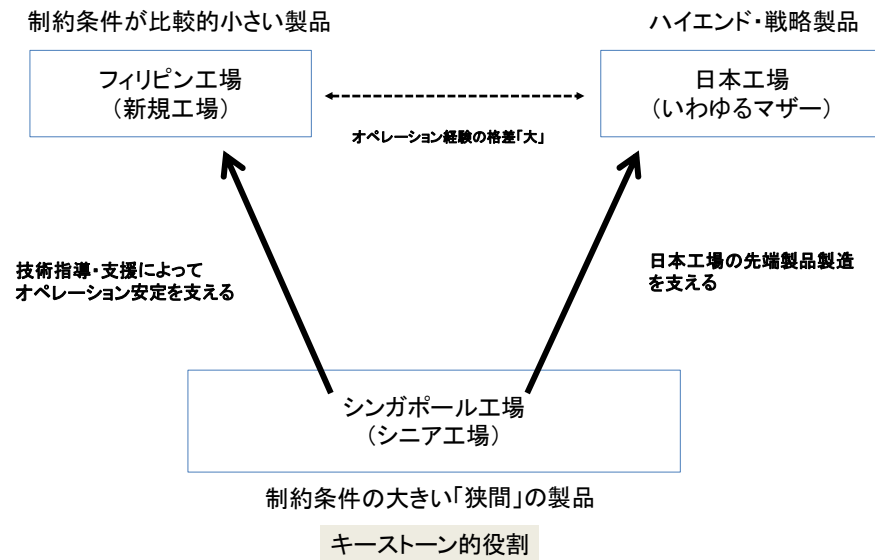 制約条件が比較的小さい製品
ハイエンド・戦略製品
フィリピン工場
(新規工場)
日本工場
(いわゆるマザー)
オペレーション経験の格差「大」
技術指導・支援によって
オペレーション安定を支える
日本工場の先端製品製造
を支える
シンガポール工場
(シニア工場)
制約条件の大きい「狭間」の製品
キーストーン的役割